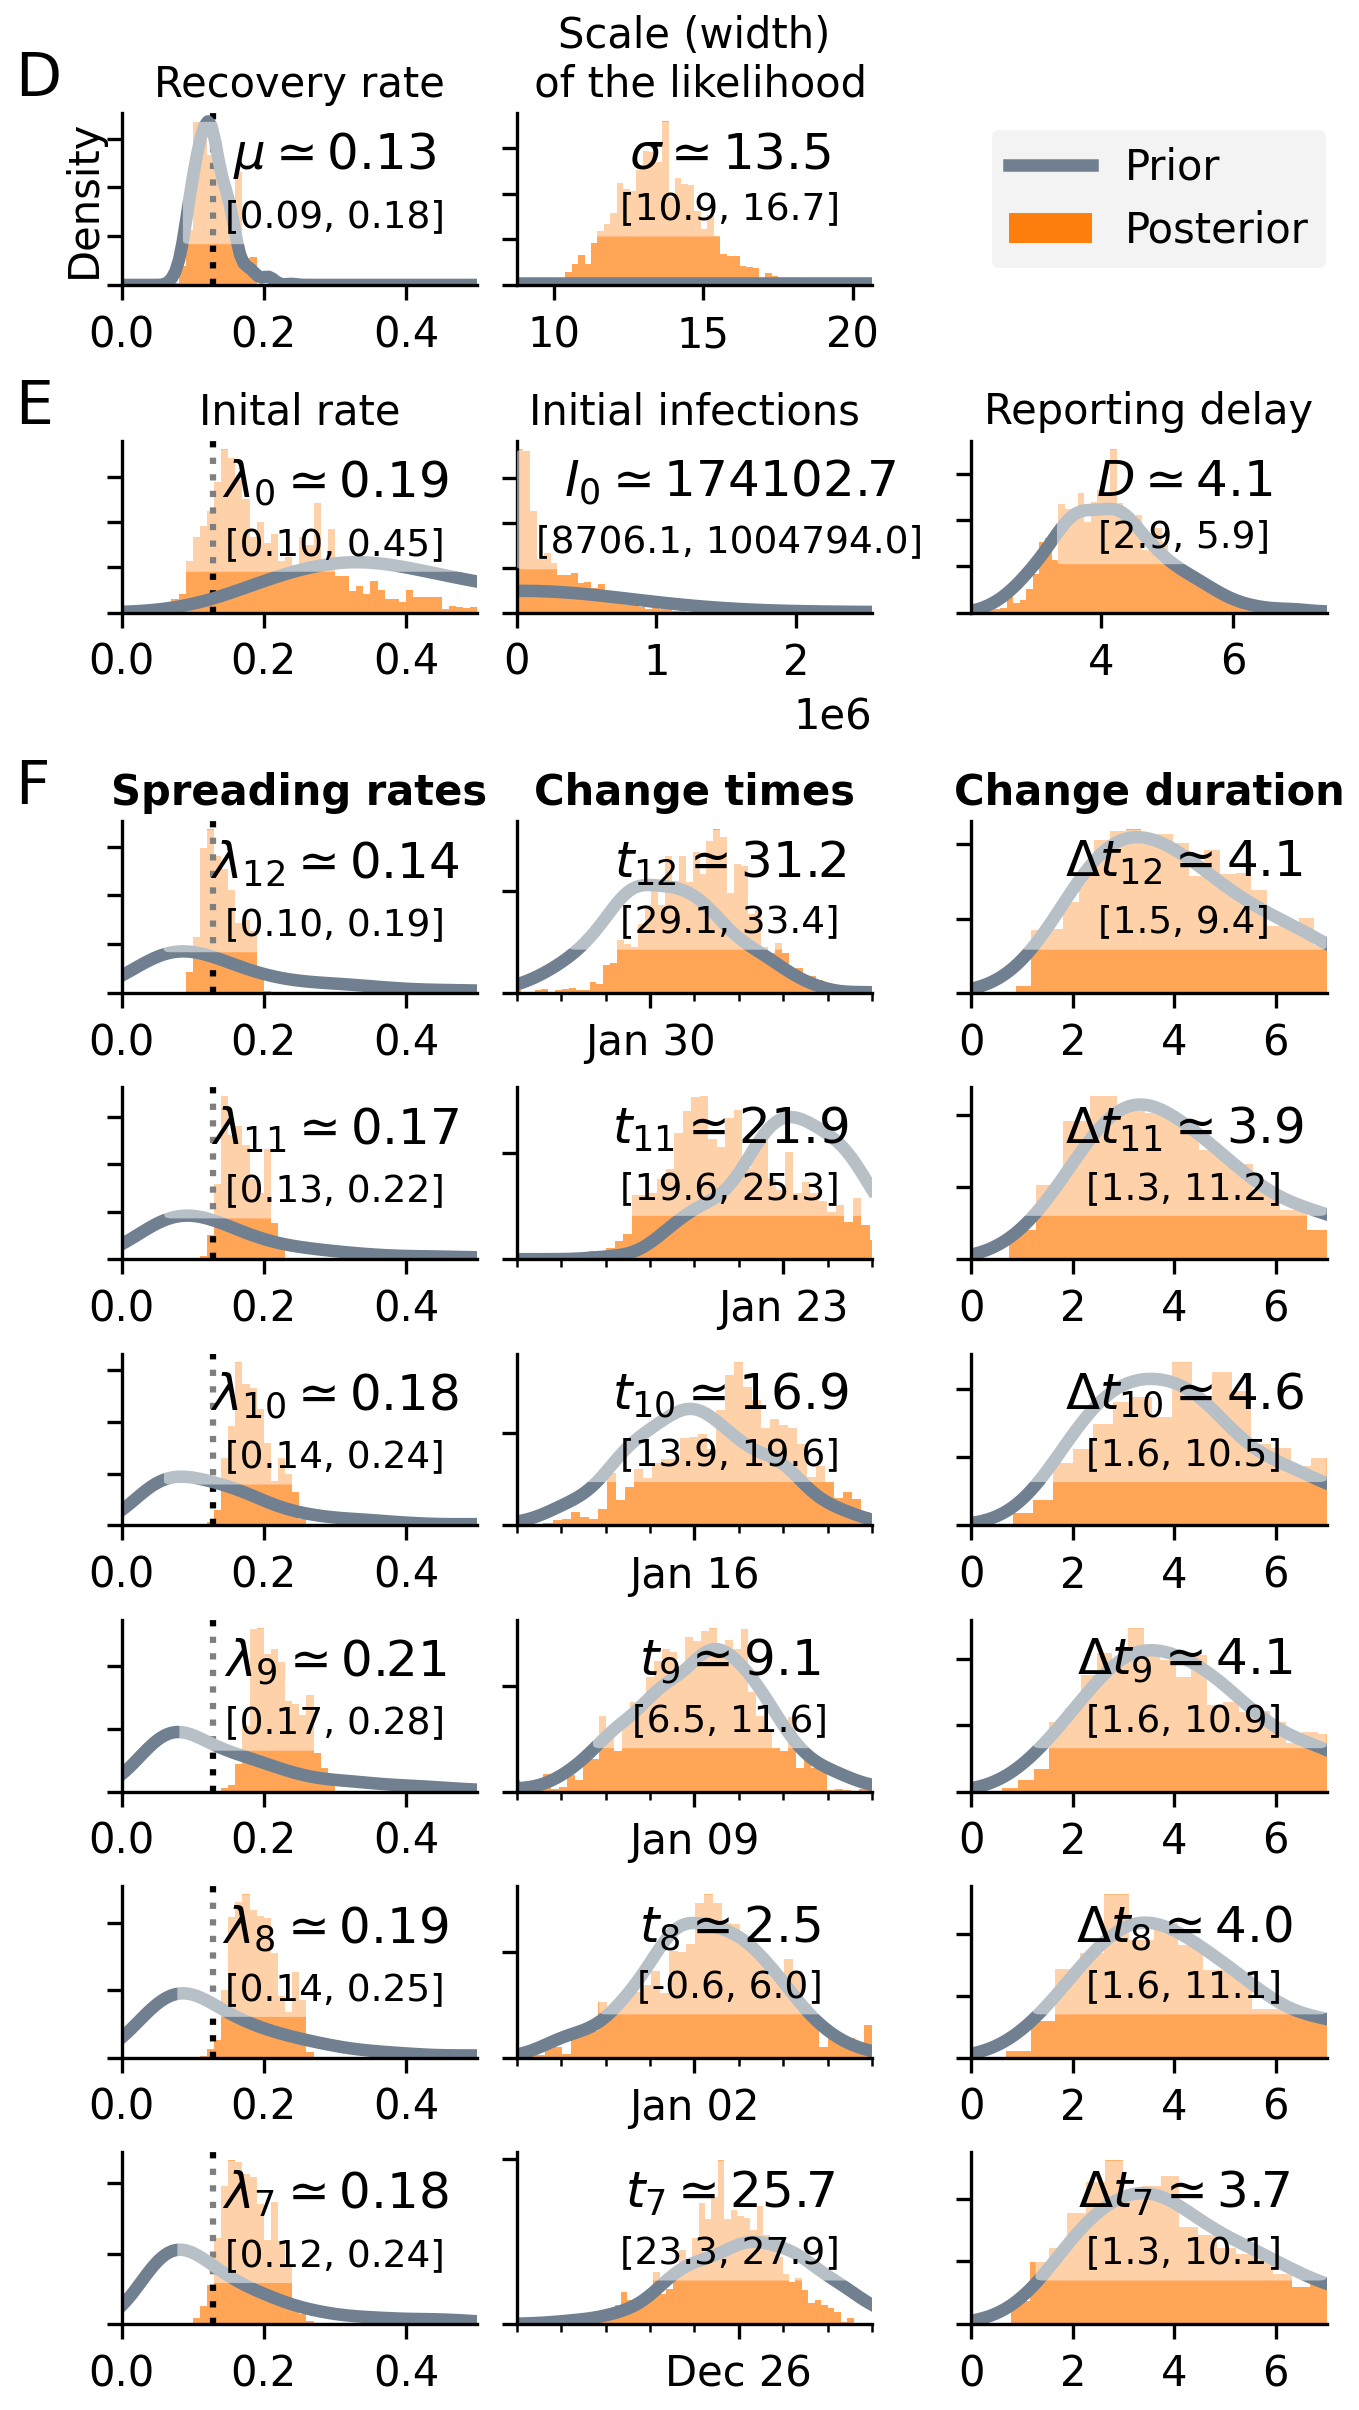 D
Recovery rate
Scale (width)
of the likelihood
Density
μ ≃ 0.13
[0.09, 0.18]
0.0 0.2 0.4
σ ≃ 13.5
[10.9, 16.7]
10 15 20
Prior
Posterior
E
Inital rate
λ0 ≃ 0.19
[0.10, 0.45]
0.0 0.2 0.4
Initial infections
I0 ≃ 174102.7
[8706.1, 1004794.0]
0 1 2
1e6
Reporting delay
D ≃ 4.1
[2.9, 5.9]
4 6
F
Spreading rates Change times Change duration
λ12 ≃ 0.14
[0.10, 0.19]
0.0 0.2 0.4
t12 ≃ 31.2
[29.1, 33.4]
Jan 30
Δt12 ≃ 4.1
[1.5, 9.4]
0 2 4 6
λ11 ≃ 0.17
[0.13, 0.22]
0.0 0.2 0.4
t11 ≃ 21.9
[19.6, 25.3]
Jan 23
Δt11 ≃ 3.9
[1.3, 11.2]
0 2 4 6
λ10 ≃ 0.18
[0.14, 0.24]
0.0 0.2 0.4
t10 ≃ 16.9
[13.9, 19.6]
Jan 16
Δt10 ≃ 4.6
[1.6, 10.5]
0 2 4 6
λ9 ≃ 0.21
[0.17, 0.28]
0.0 0.2 0.4
t9 ≃ 9.1
[6.5, 11.6]
Jan 09
Δt9 ≃ 4.1
[1.6, 10.9]
0 2 4 6
λ8 ≃ 0.19
[0.14, 0.25]
0.0 0.2 0.4
t8 ≃ 2.5
[-0.6, 6.0]
Jan 02
Δt8 ≃ 4.0
[1.6, 11.1]
0 2 4 6
λ7 ≃ 0.18
[0.12, 0.24]
0.0 0.2 0.4
t7 ≃ 25.7
[23.3, 27.9]
Dec 26
Δt7 ≃ 3.7
[1.3, 10.1]
0 2 4 6